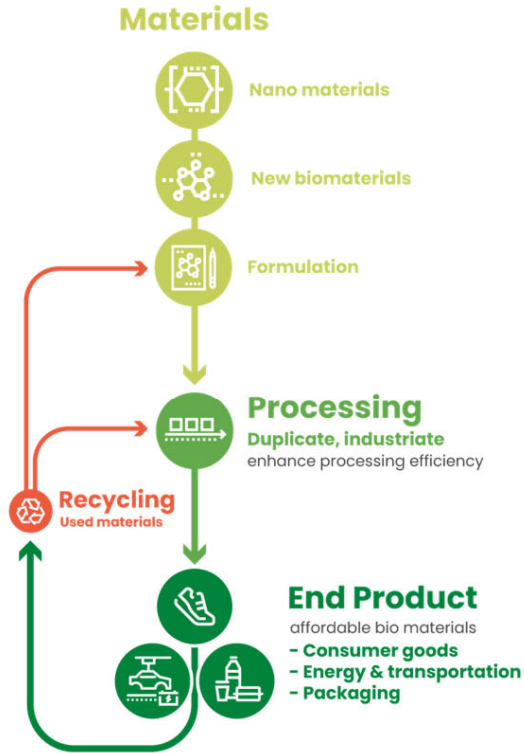 Materials
Nano materials
New biomaterials
Formulation
Processing
Duplicate, industriate
enhance processing efficiency
Recycling
Used materials
End Product
affordable bio materials
- Consumer goods
- Energy & transportation
- Packaging